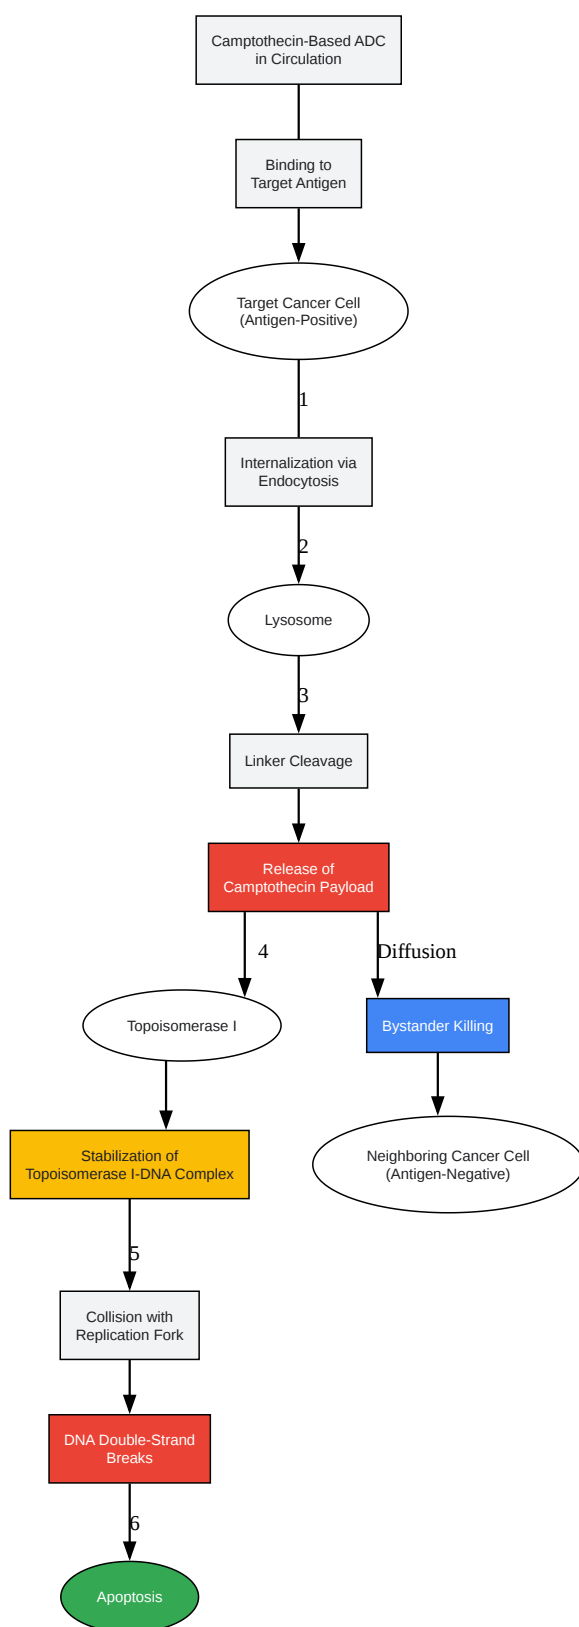 Camptothecin-Based ADC
in Circulation
Binding to
Target Antigen
Target Cancer Cell
(Antigen-Positive)
1
Internalization via
Endocytosis
2
Lysosome
3
Linker Cleavage
Release of
Camptothecin Payload
4
Diffusion
Topoisomerase I
Bystander Killing
Stabilization of
Topoisomerase I-DNA Complex
Neighboring Cancer Cell
(Antigen-Negative)
5
Collision with
Replication Fork
DNA Double-Strand
Breaks
6
Apoptosis